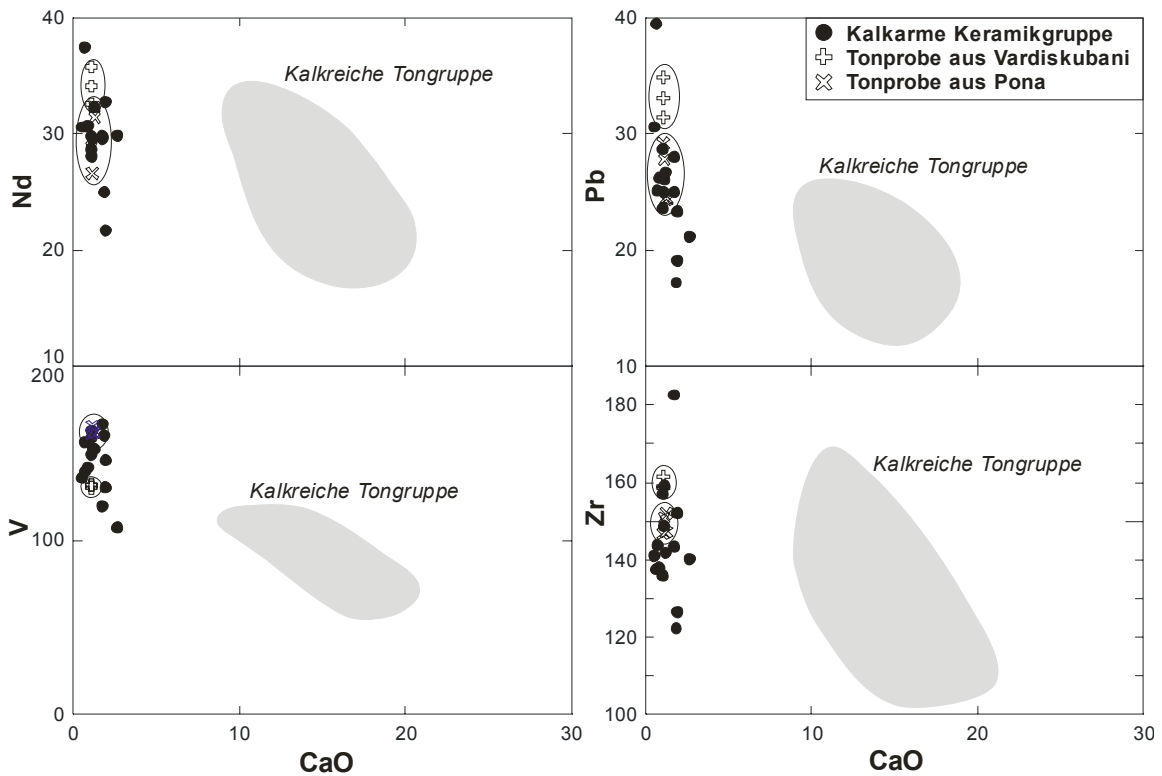 40
30
20
10
Nd
Kalkreiche Tongruppe
40
30
20
10
Pb
Kalkreiche Tongruppe
Kalkarme Keramikgruppe
Tonprobe aus Vardiskubani
Tonprobe aus Pona
200
100
0
V
Kalkreiche Tongruppe
0
10
20
30
CaO
180
160
140
120
100
Zr
Kalkreiche Tongruppe
0
10
20
30
CaO